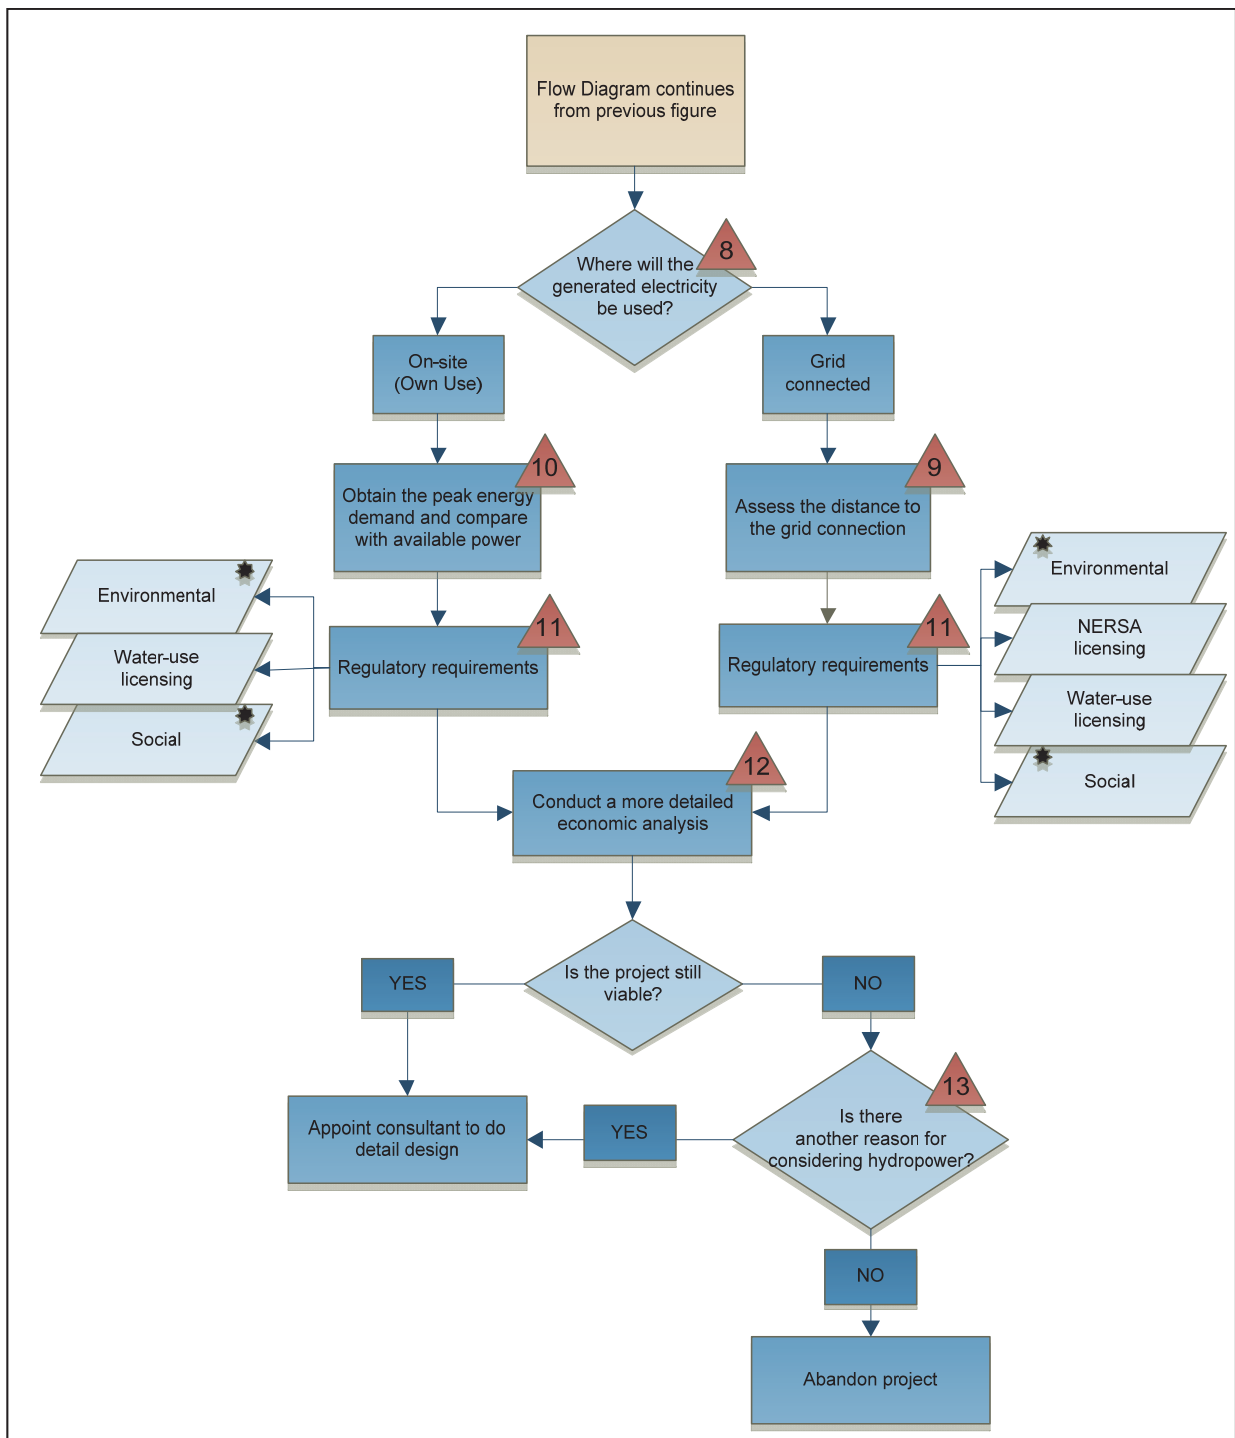 Flow Diagram continues
from previous figure
8
Where will the
generated electricity
be used?
On-site
(Own Use)
Grid
connected
10
Obtain the peak energy
demand and compare
with available power
9
Assess the distance to
the grid connection
Environmental
Water-use
licensing
Social
11
Regulatory requirements
11
Regulatory requirements
Environmental
NERSA
licensing
Water-use
licensing
Social
12
Conduct a more detailed
economic analysis
Is the project still
viable?
YES
NO
13
Is there
another reason for
considering hydropower?
YES
Appoint consultant to do
detail design
NO
Abandon project